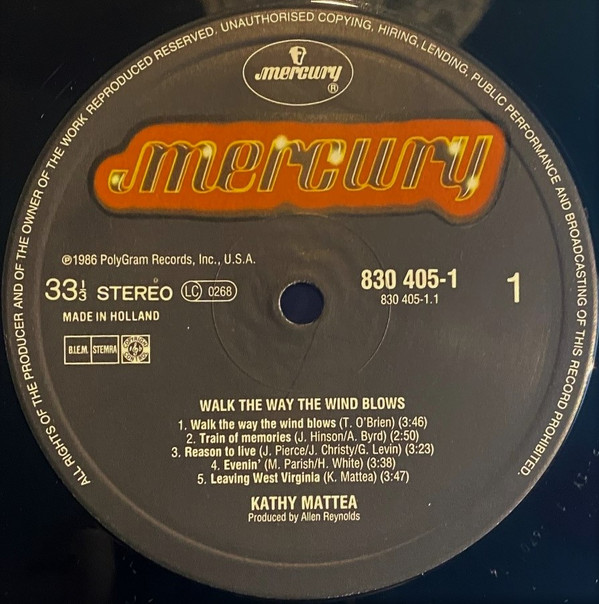 ALL RIGHTS OF THE PRODUCER AND OF THE OWNER OF THE WORK REPRODUCED RESERVED. UNAUTHORISED COPYING, HIRING, LENDING, PUBLIC PERFORMANCE AND BROADCASTING OF THIS RECORD PROHIBITED.
mercury
®
mercury
℗1986 PolyGram Records, Inc., U.S.A.
33⅓ STEREO LC 0268
MADE IN HOLLAND
B.I.E.M. STEMRA
830 405-1
830 405-1.1
1
WALK THE WAY THE WIND BLOWS
1. Walk the way the wind blows (T. O'Brien) (3:46)
2. Train of memories (J. Hinson/A. Byrd) (2:50)
3. Reason to live (J. Pierce/J. Christy/G. Levin) (3:23)
4. Evenin' (M. Parish/H. White) (3:38)
5. Leaving West Virginia (K. Mattea) (3:47)
KATHY MATTEA
Produced by Allen Reynolds